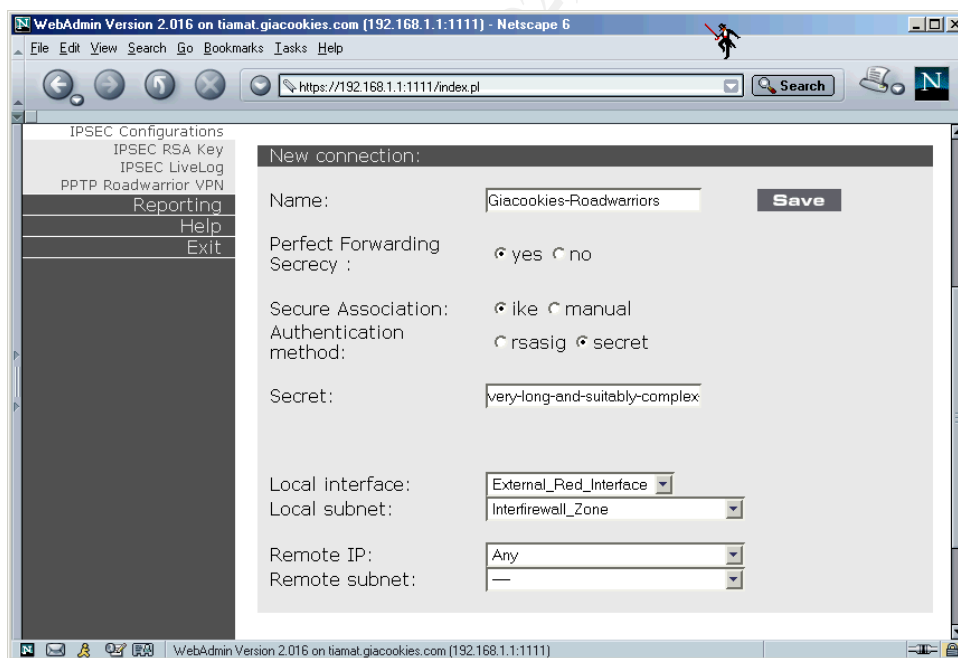 WebAdmin Version 2.016 on tiamat.giacookies.com (192.168.1.1:1111) - Netscape 6
File Edit View Search Go Bookmarks Tasks Help
https://192.168.1.1:1111/index.pl Search N
IPSEC Configurations
IPSEC RSA Key
IPSEC LiveLog
PPTP Roadwarrior VPN
Reporting
Help
Exit
New connection:
Name: Giacookies-Roadwarriors Save
Perfect Forwarding
Secrecy : yes no
Secure Association: ike manual
Authentication
method: rsasig secret
Secret: very-long-and-suitably-complex-
Local interface: External_Red_Interface
Local subnet: Interfirewall_Zone
Remote IP: Any
Remote subnet: —
WebAdmin Version 2.016 on tiamat.giacookies.com (192.168.1.1:1111)